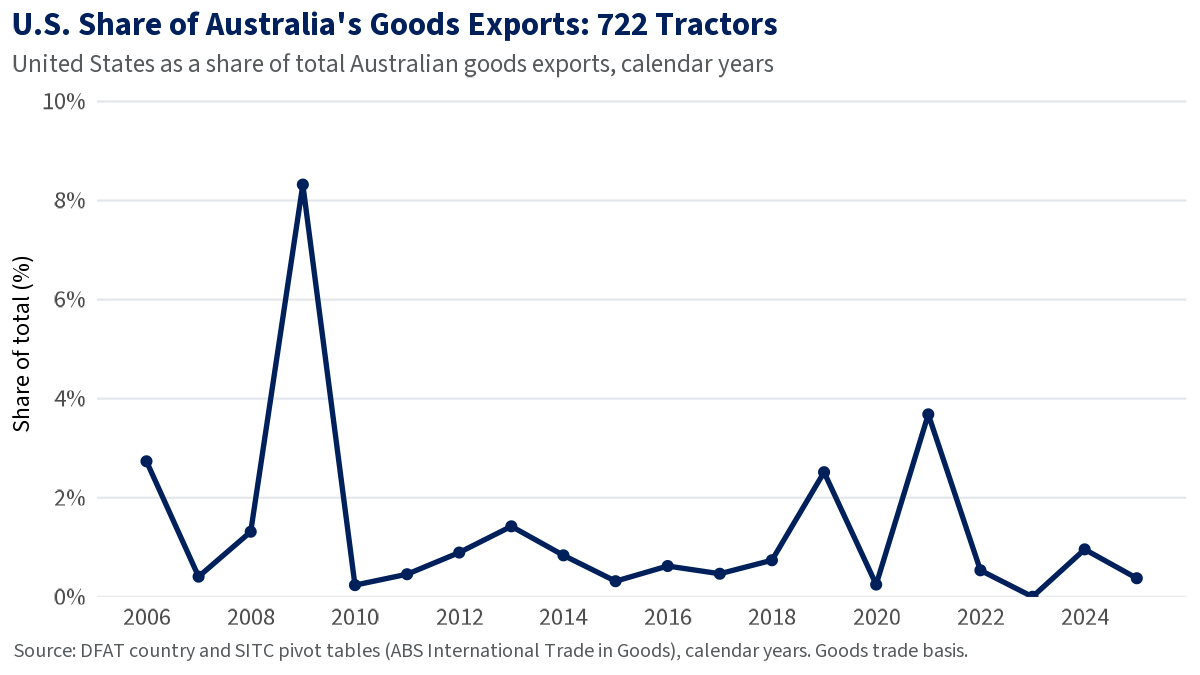 U.S. Share of Australia's Goods Exports: 722 Tractors
United States as a share of total Australian goods exports, calendar years
10%
8%
6%
4%
2%
0%
Share of total (%)
2006 2008 2010 2012 2014 2016 2018 2020 2022 2024
Source: DFAT country and SITC pivot tables (ABS International Trade in Goods), calendar years. Goods trade basis.